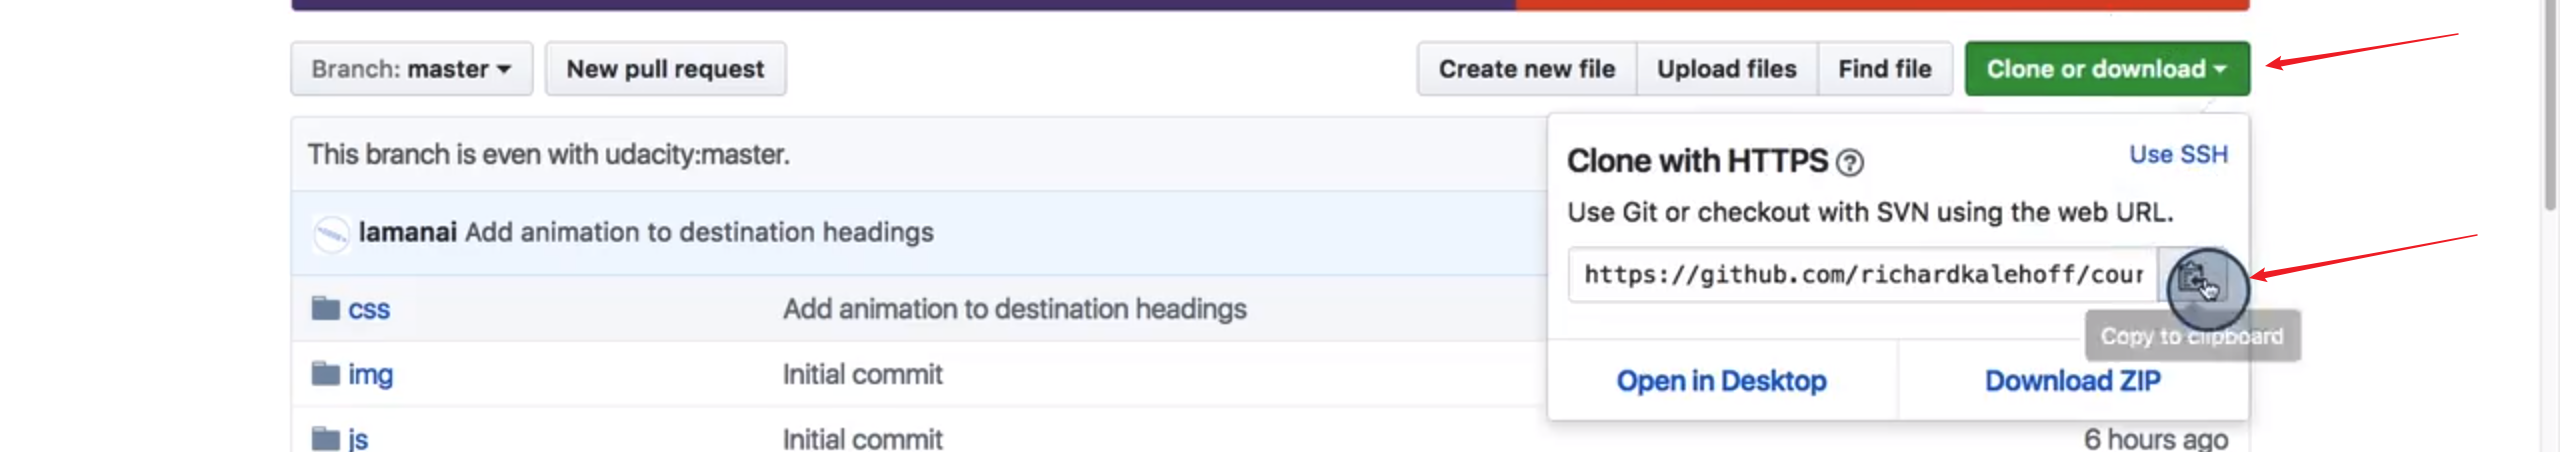 Branch: master
New pull request
Create new file
Upload files
Find file
Clone or download
This branch is even with udacity:master.
lamanai Add animation to destination headings
css
Add animation to destination headings
img
Initial commit
js
Initial commit
6 hours ago
Clone with HTTPS ?
Use SSH
Use Git or checkout with SVN using the web URL.
https://github.com/richardkalehoff/cour
Copy to clipboard
Open in Desktop
Download ZIP